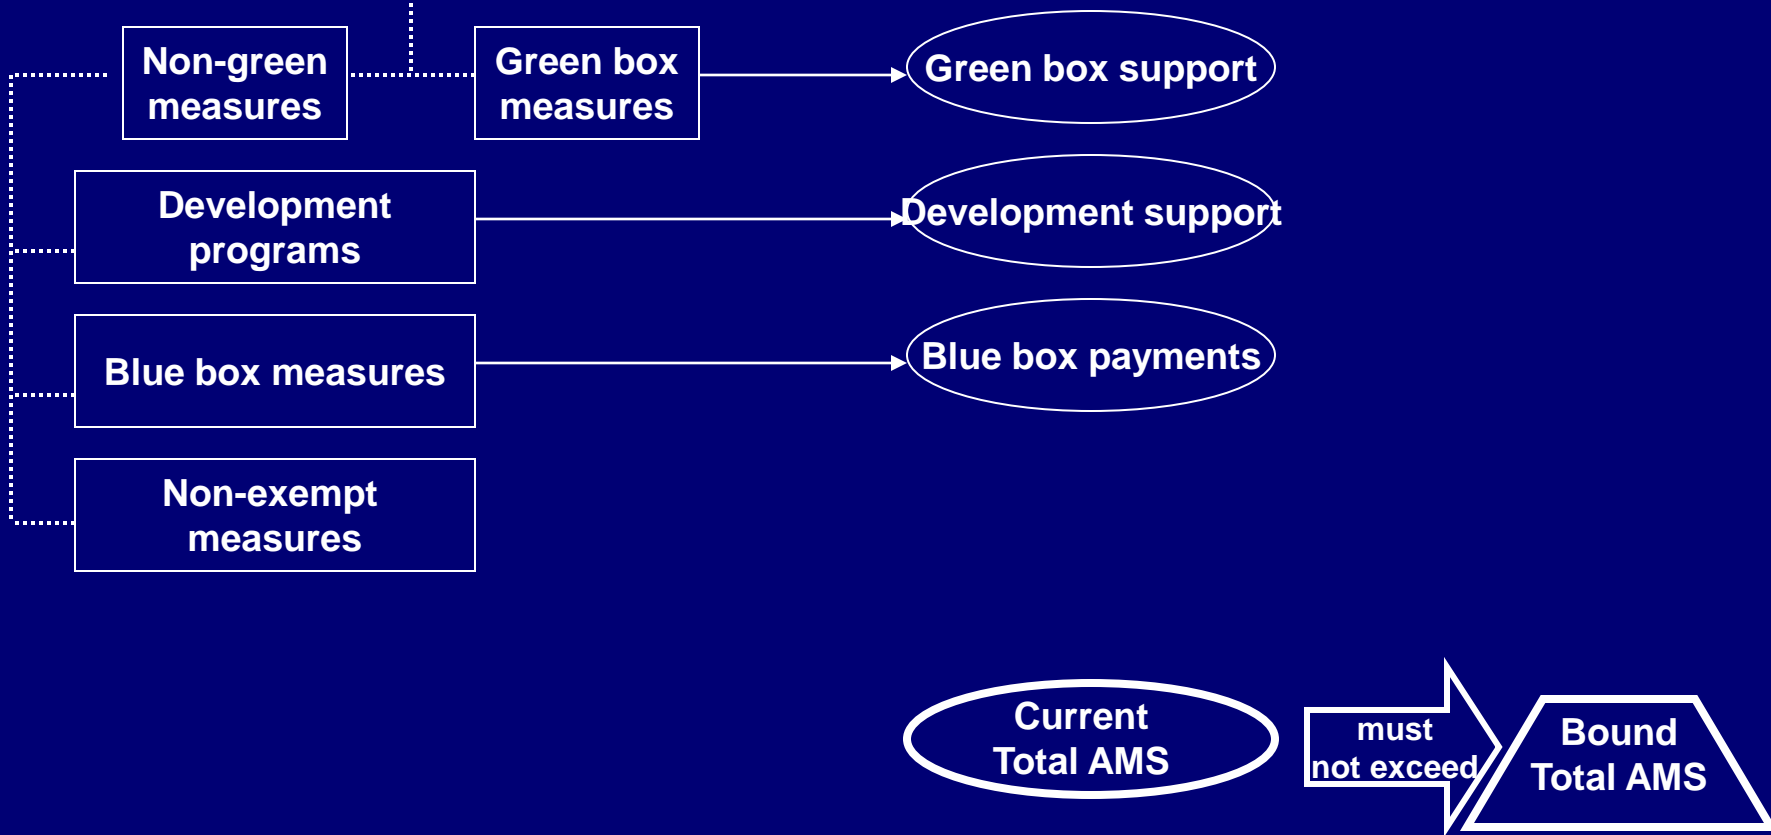 Non-green
measures
Green box
measures
Green box support
Development
programs
Development support
Blue box measures
Blue box payments
Non-exempt
measures
Current
Total AMS
must
not exceed
Bound
Total AMS